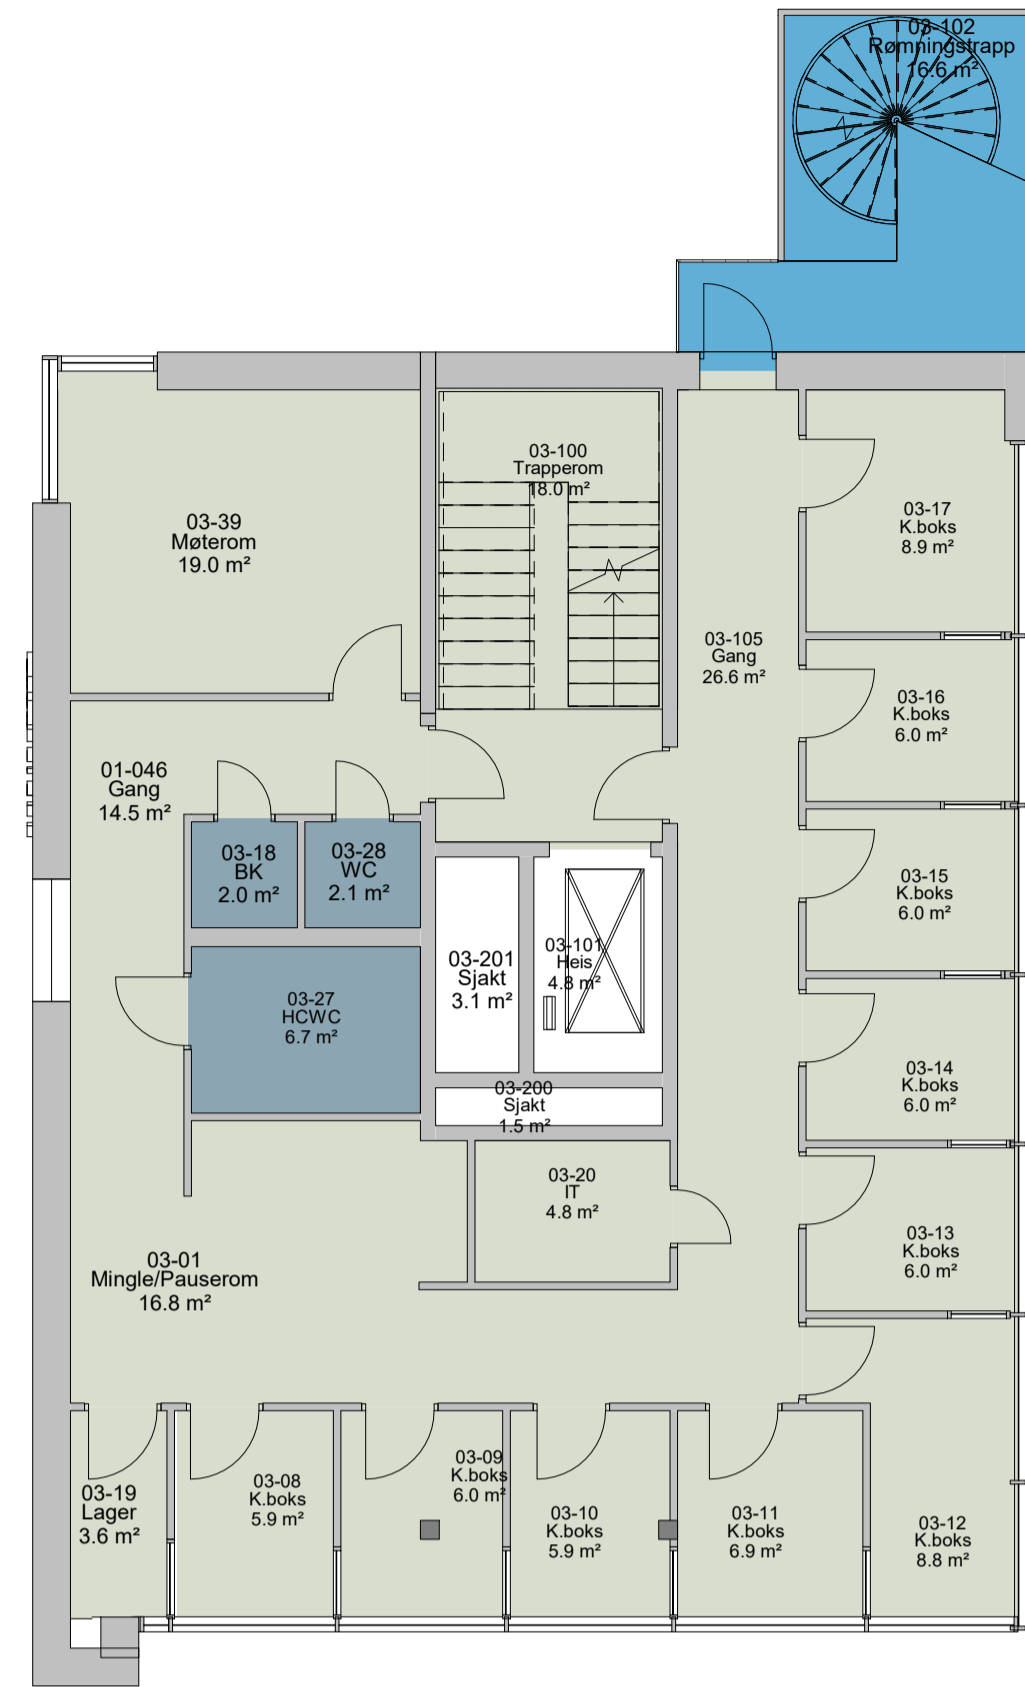 03-102
Rømningstrapp
16.6 m²
03-100
Trapperom
18.0 m²
03-39
Møterom
19.0 m²
03-17
K.boks
8.9 m²
03-105
Gang
26.6 m²
03-16
K.boks
6.0 m²
01-046
Gang
14.5 m²
03-18
BK
2.0 m²
03-28
WC
2.1 m²
03-15
K.boks
6.0 m²
03-201
Sjakt
3.1 m²
03-101
Heis
4.8 m²
03-27
HCWC
6.7 m²
03-14
K.boks
6.0 m²
03-200
Sjakt
1.5 m²
03-20
IT
4.8 m²
03-13
K.boks
6.0 m²
03-01
Mingle/Pauserom
16.8 m²
03-19
Lager
3.6 m²
03-08
K.boks
5.9 m²
03-09
K.boks
6.0 m²
03-10
K.boks
5.9 m²
03-11
K.boks
6.9 m²
03-12
K.boks
8.8 m²